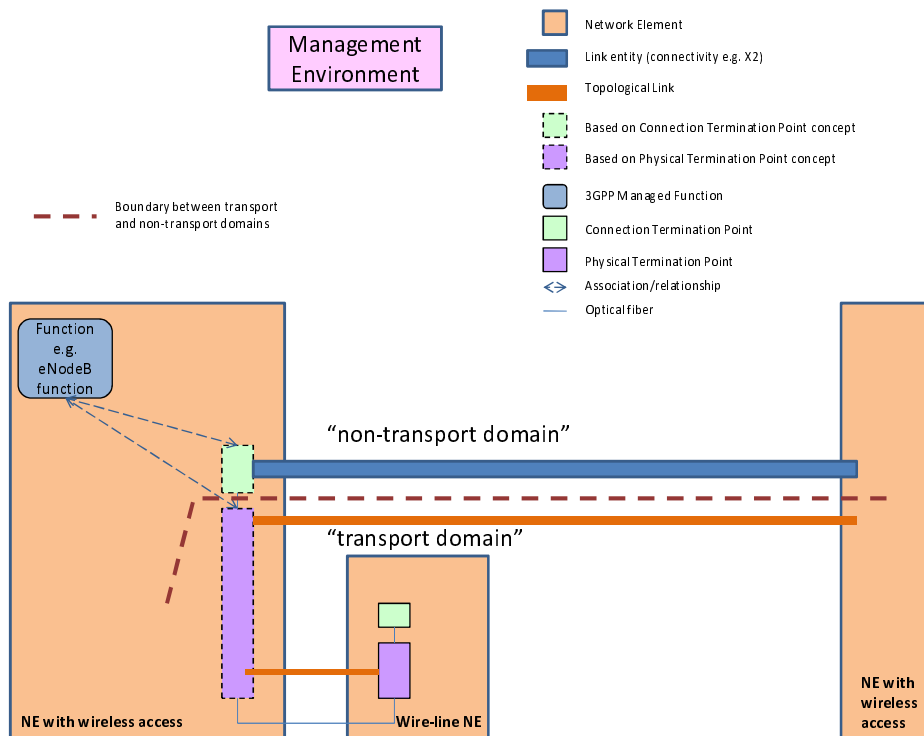 Management
Environment
Network Element
Link entity (connectivity e.g. X2)
Topological Link
Based on Connection Termination Point concept
Based on Physical Termination Point concept
3GPP Managed Function
Connection Termination Point
Physical Termination Point
Association/relationship
Optical fiber
Boundary between transport
and non-transport domains
Function
e.g.
eNodeB
function
“non-transport domain”
“transport domain”
NE with wireless access
Wire-line NE
NE with
wireless
access